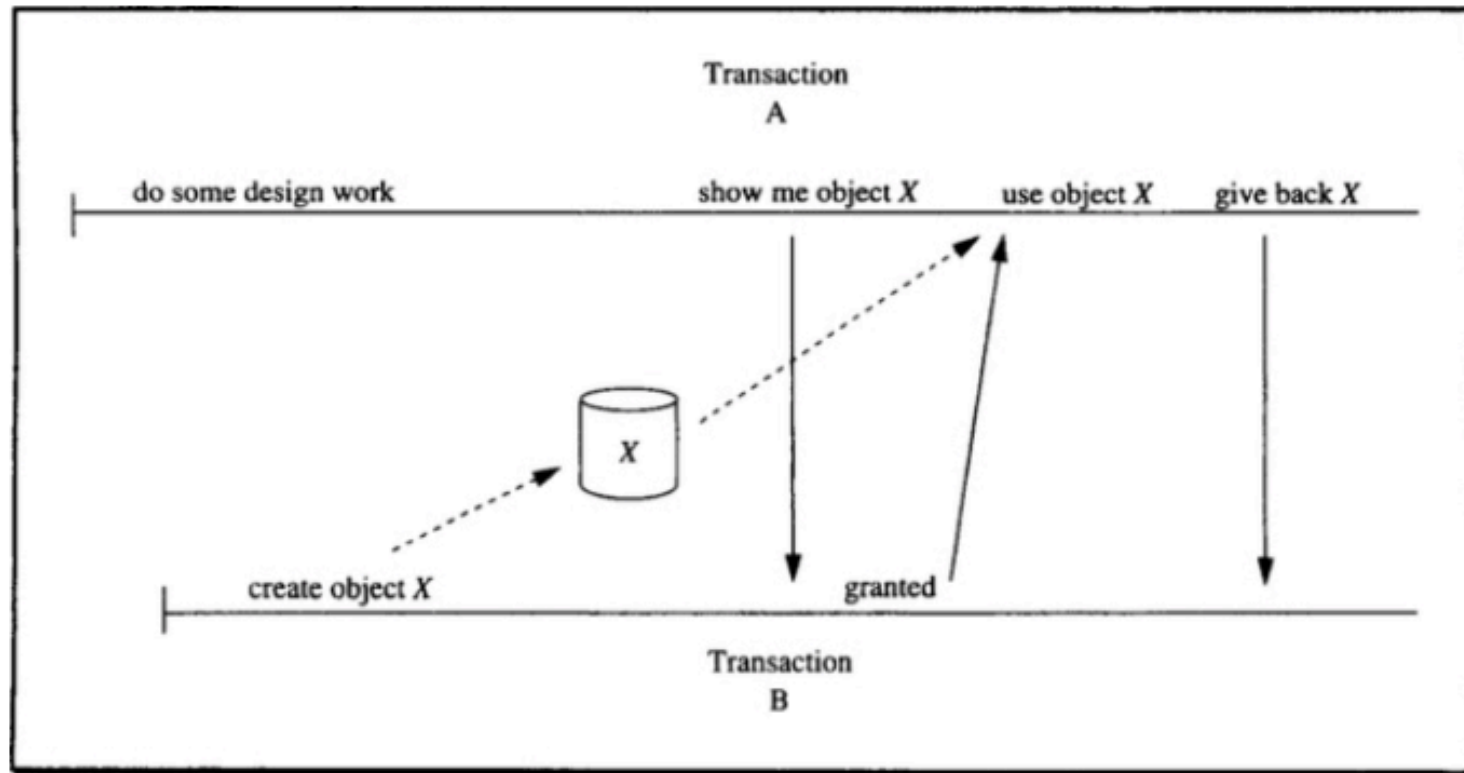 Transaction
A
do some design work show me object X use object X give back X
X
create object X granted
Transaction
B